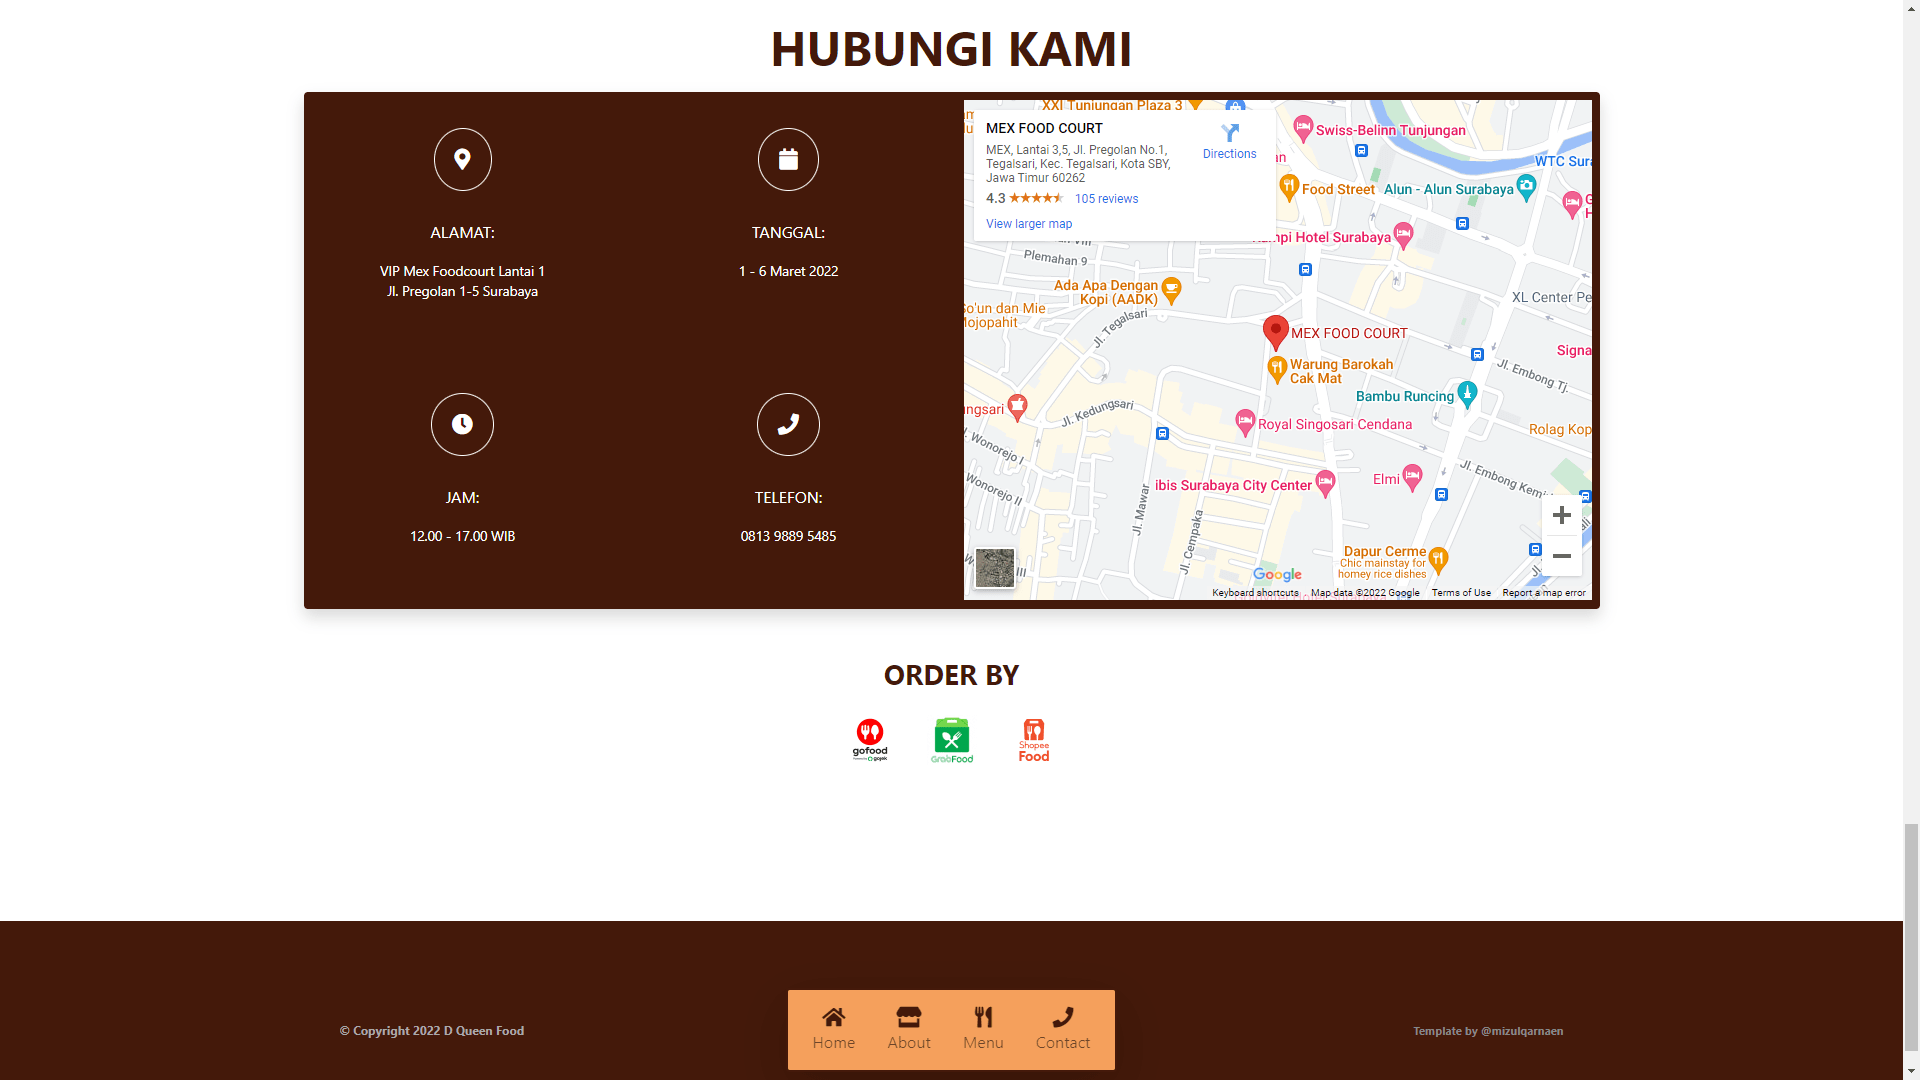 HUBUNGI KAMI
ALAMAT:
VIP Mex Foodcourt Lantai 1
Jl. Pregolan 1-5 Surabaya
TANGGAL:
1 - 6 Maret 2022
JAM:
12.00 - 17.00 WIB
TELEFON:
0813 9889 5485
XXI Tunjungan Plaza 3
MEX FOOD COURT
MEX, Lantai 3,5, Jl. Pregolan No.1,
Tegalsari, Kec. Tegalsari, Kota SBY,
Jawa Timur 60262
4.3
105 reviews
View larger map
Directions
Swiss-Belinn Tunjungan
WTC
Food Street
Alun - Alun Surabaya
Hotel Surabaya
Plemahan 9
Ada Apa Dengan
Kopi (AADK)
XL Center
So'un dan Mie
Mojopahit
Jl. Tegalsari
MEX FOOD COURT
Warung Barokah
Cak Mat
Jl. Embong Tj.
Bambu Runcing
Jl. Kedungsari
Royal Singosari Cendana
Rolag
Jl. Wonorejo I
Wonorejo II
ibis Surabaya City Center
Elmi
Jl. Embong
Jl. Mawar
Jl. Cempaka
Dapur Cerme
Chic mainstay for
homey rice dishes
Google
Keyboard shortcuts
Map data ©2022 Google
Terms of Use
Report a map error
ORDER BY
gofood
gojek
GrabFood
Shopee
Food
© Copyright 2022 D Queen Food
Home
About
Menu
Contact
Template by @mizulqarnaen